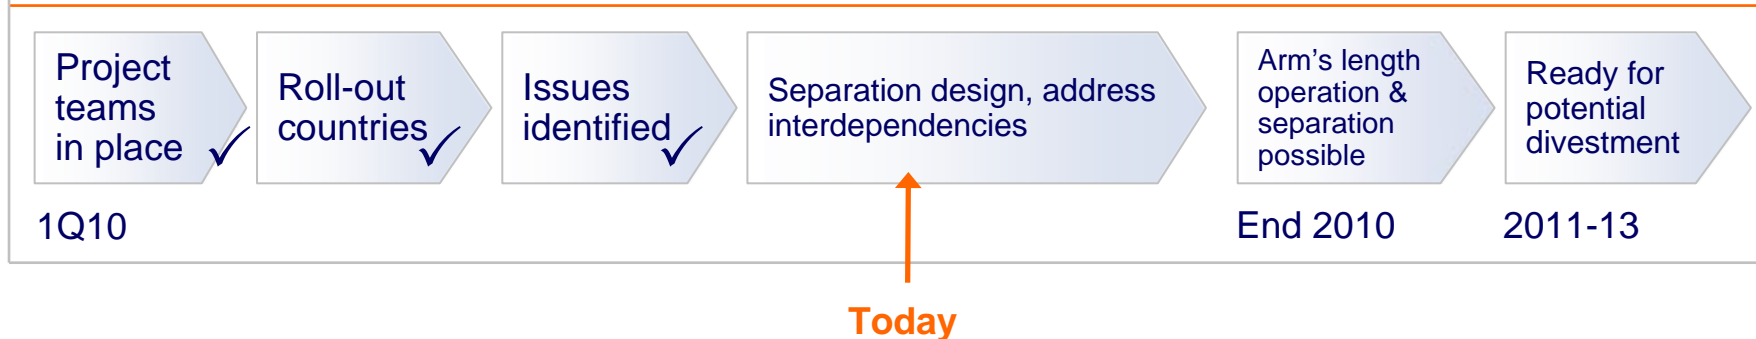 Project
teams
in place
Roll-out
countries
Issues
identified
Separation design, address
interdependencies
Arm's length
operation &
separation
possible
Ready for
potential
divestment
1Q10
End 2010
2011-13
Today